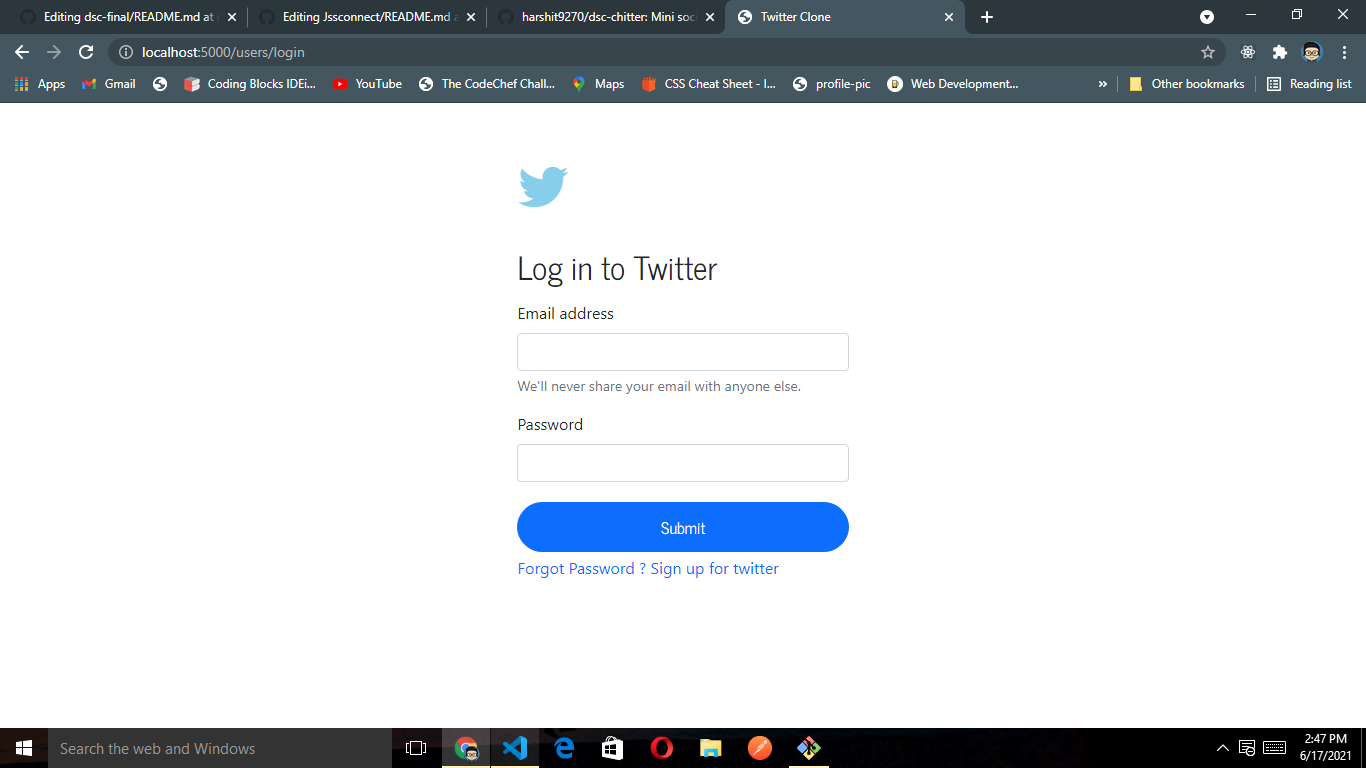 Editing dsc-final/README.md at
Editing Jssconnect/README.md
harshit9270/dsc-chitter: Mini soc
Twitter Clone
localhost:5000/users/login
Apps
Gmail
Coding Blocks IDEi...
YouTube
The CodeChef Chall...
Maps
CSS Cheat Sheet - I...
profile-pic
Web Development...
»
Other bookmarks
Reading list
Log in to Twitter
Email address
We'll never share your email with anyone else.
Password
Submit
Forgot Password ? Sign up for twitter
Search the web and Windows
2:47 PM
6/17/2021